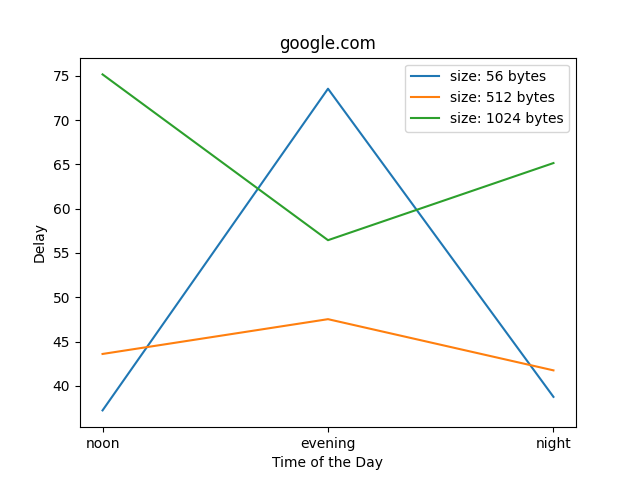 google.com
size: 56 bytes
size: 512 bytes
size: 1024 bytes
Delay
75
70
65
60
55
50
45
40
noon evening night
Time of the Day